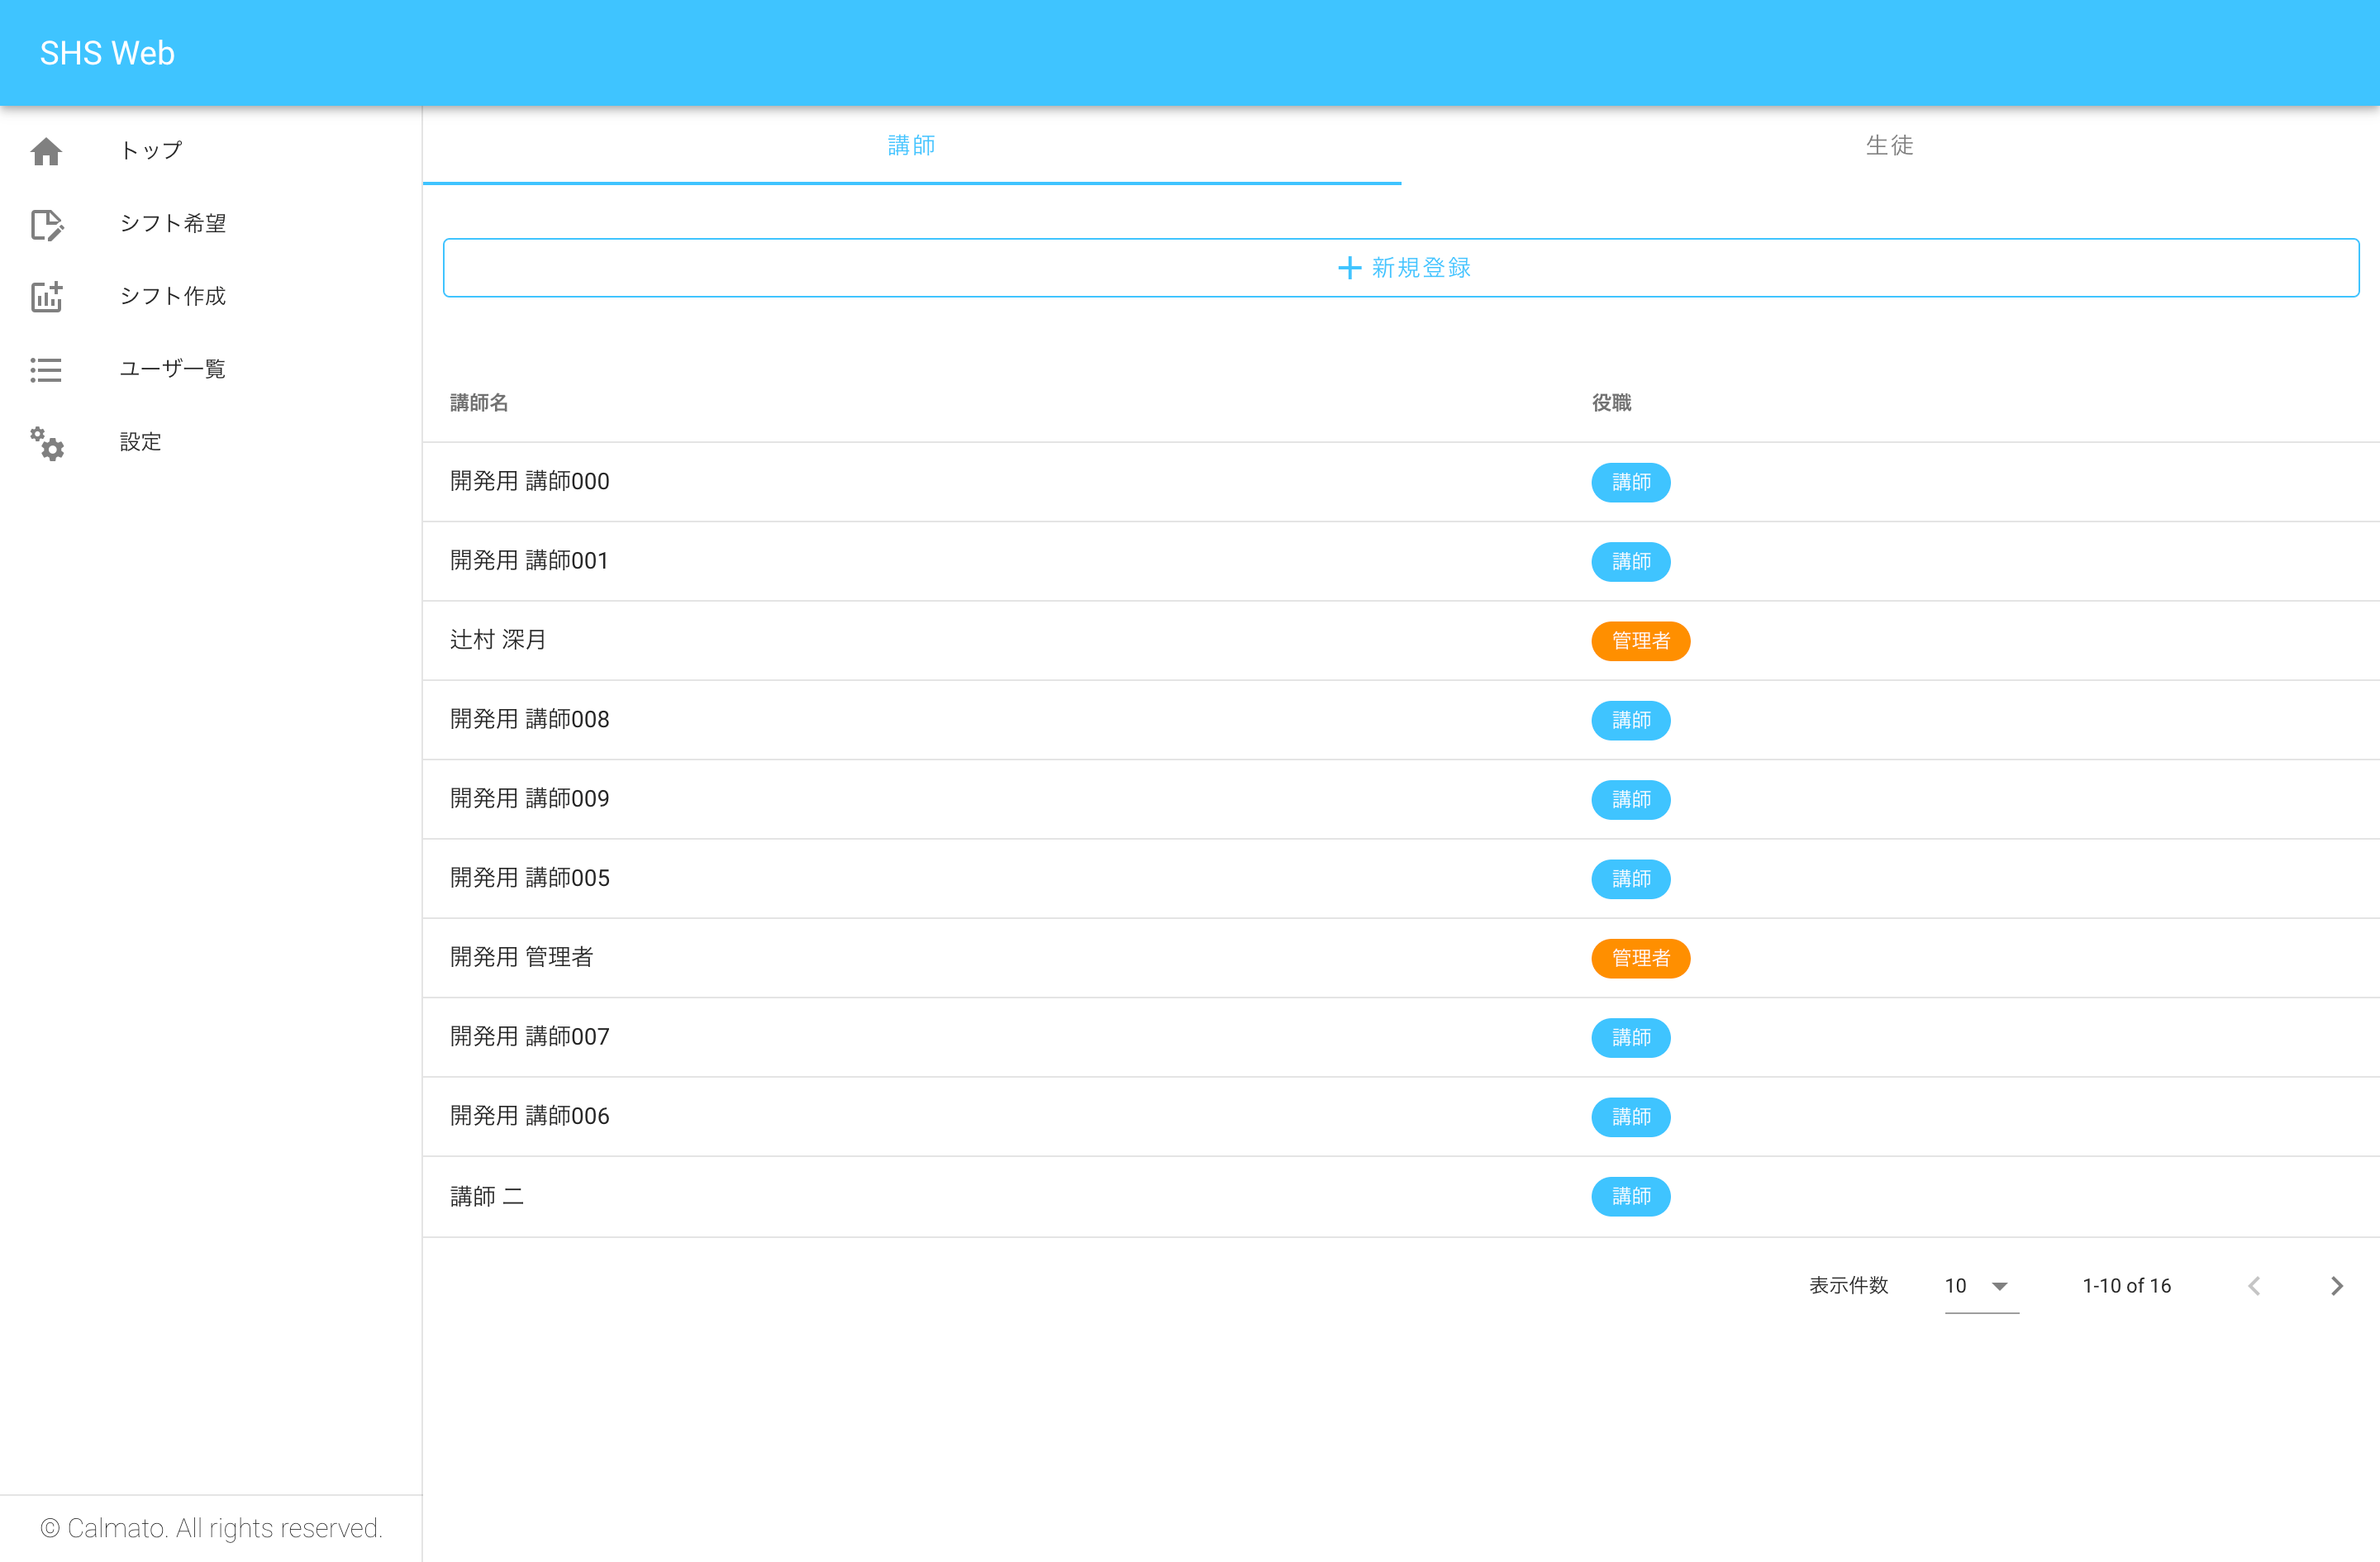 SHS Web
トップ
シフト希望
シフト作成
ユーザ一覧
設定
© Calmato. All rights reserved.
講師 生徒
新規登録
講師名 役職
開発用 講師000 講師
開発用 講師001 講師
辻村 深月 管理者
開発用 講師008 講師
開発用 講師009 講師
開発用 講師005 講師
開発用 管理者 管理者
開発用 講師007 講師
開発用 講師006 講師
講師 二 講師
表示件数 10 1-10 of 16